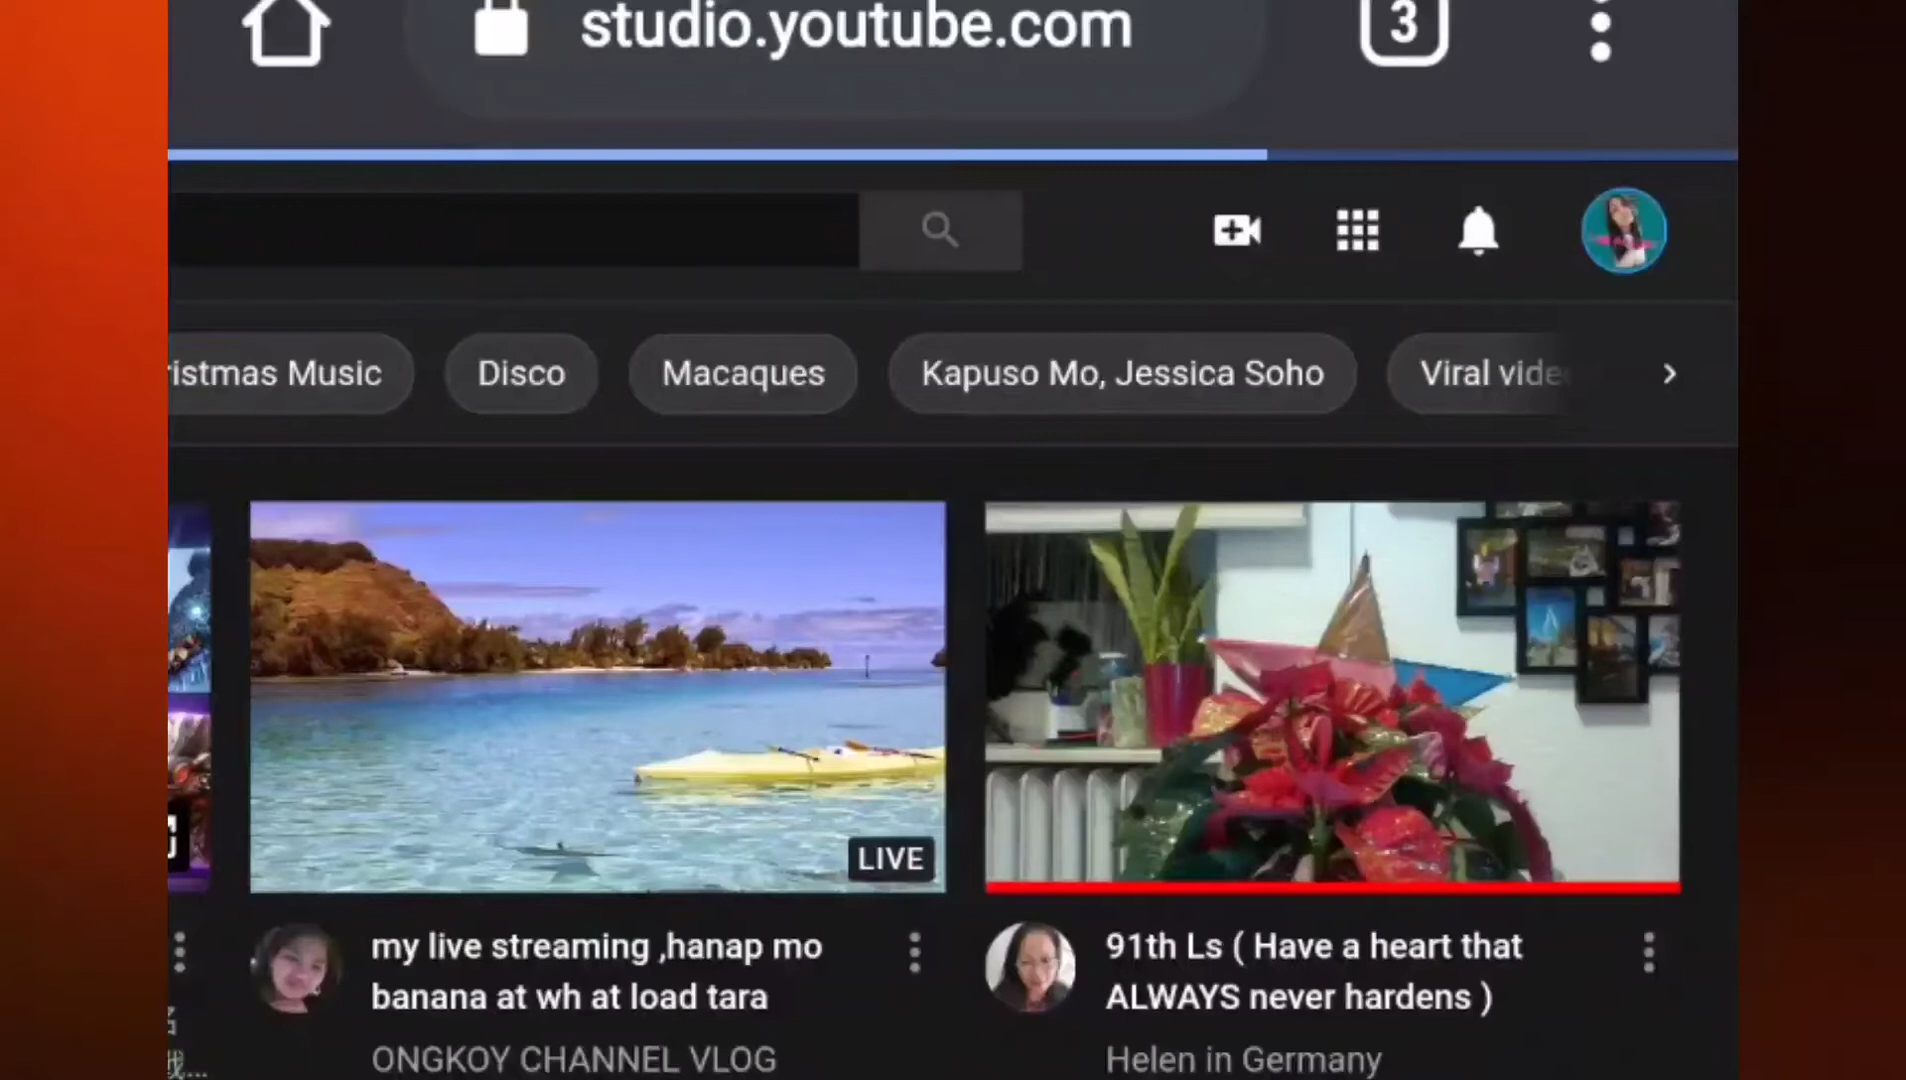 studio.youtube.com
3
istmas Music
Disco
Macaques
Kapuso Mo, Jessica Soho
Viral vide
LIVE
my live streaming ,hanap mo
banana at wh at load tara
ONGKOY CHANNEL VLOG
91th Ls ( Have a heart that
ALWAYS never hardens )
Helen in Germany